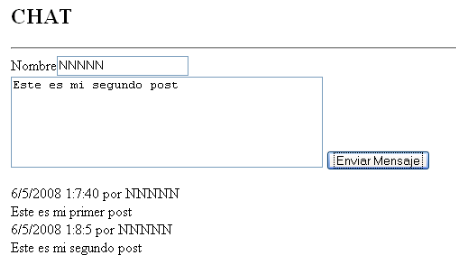 CHAT
Nombre NNNNN
Este es mi segundo post
Enviar Mensaje
6/5/2008 1:7:40 por NNNNN
Este es mi primer post
6/5/2008 1:8:5 por NNNNN
Este es mi segundo post